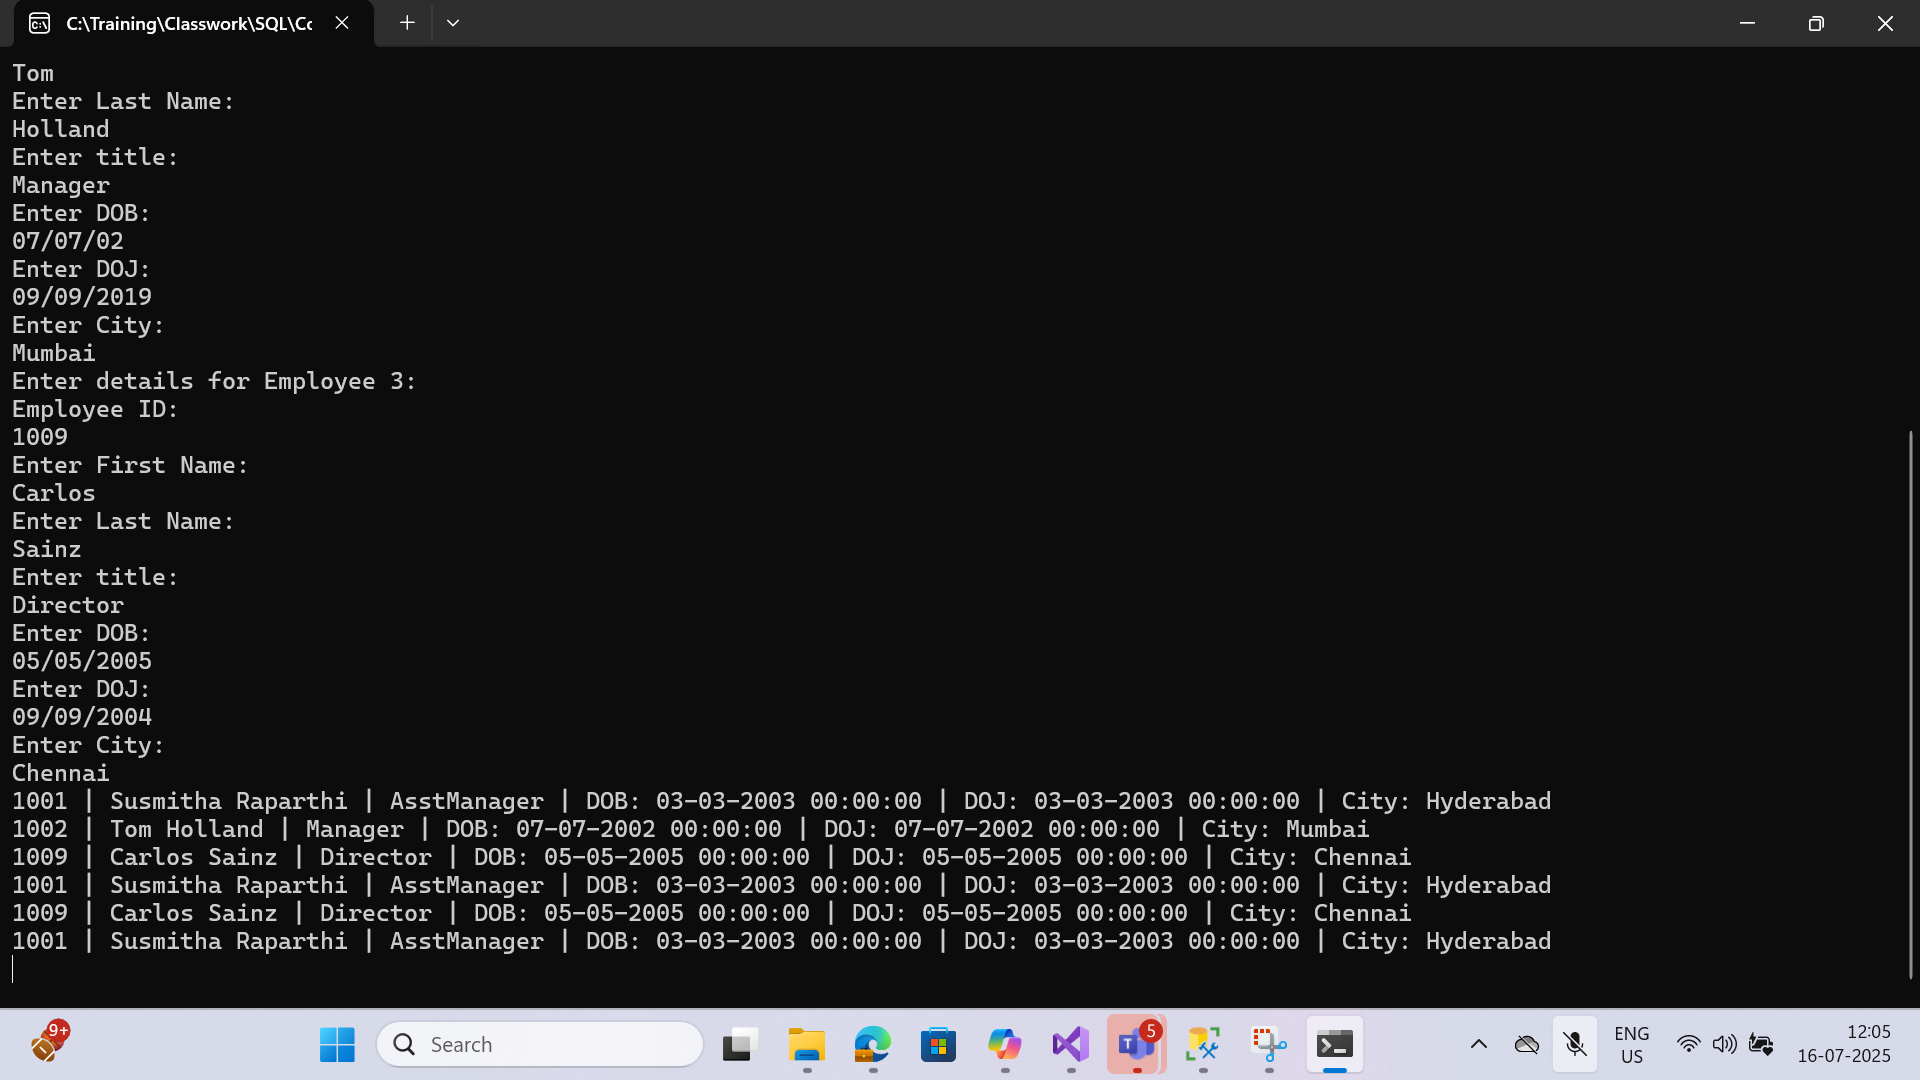 C:\Training\Classwork\SQL\Cc
Tom
Enter Last Name:
Holland
Enter title:
Manager
Enter DOB:
07/07/02
Enter DOJ:
09/09/2019
Enter City:
Mumbai
Enter details for Employee 3:
Employee ID:
1009
Enter First Name:
Carlos
Enter Last Name:
Sainz
Enter title:
Director
Enter DOB:
05/05/2005
Enter DOJ:
09/09/2004
Enter City:
Chennai
1001 | Susmitha Raparthi | AsstManager | DOB: 03-03-2003 00:00:00 | DOJ: 03-03-2003 00:00:00 | City: Hyderabad
1002 | Tom Holland | Manager | DOB: 07-07-2002 00:00:00 | DOJ: 07-07-2002 00:00:00 | City: Mumbai
1009 | Carlos Sainz | Director | DOB: 05-05-2005 00:00:00 | DOJ: 05-05-2005 00:00:00 | City: Chennai
1001 | Susmitha Raparthi | AsstManager | DOB: 03-03-2003 00:00:00 | DOJ: 03-03-2003 00:00:00 | City: Hyderabad
1009 | Carlos Sainz | Director | DOB: 05-05-2005 00:00:00 | DOJ: 05-05-2005 00:00:00 | City: Chennai
1001 | Susmitha Raparthi | AsstManager | DOB: 03-03-2003 00:00:00 | DOJ: 03-03-2003 00:00:00 | City: Hyderabad
9+
Search
5
ENG
US
12:05
16-07-2025